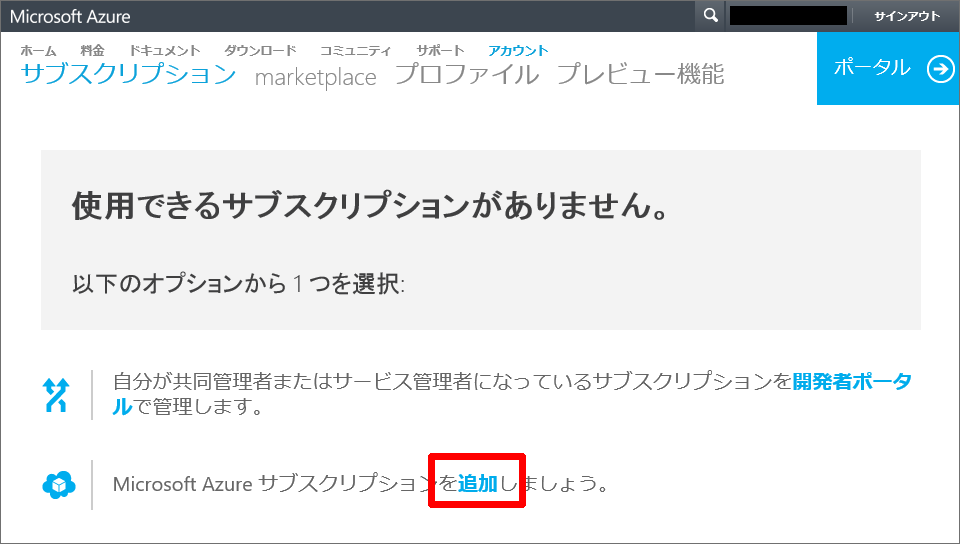 Microsoft Azure サインアウト
ホーム 料金 ドキュメント ダウンロード コミュニティ サポート アカウント
サブスクリプション marketplace プロファイル プレビュー機能
ポータル
使用できるサブスクリプションがありません。
以下のオプションから 1 つを選択:
自分が共同管理者またはサービス管理者になっているサブスクリプションを開発者ポータ
ルで管理します。
Microsoft Azure サブスクリプションを追加しましょう。